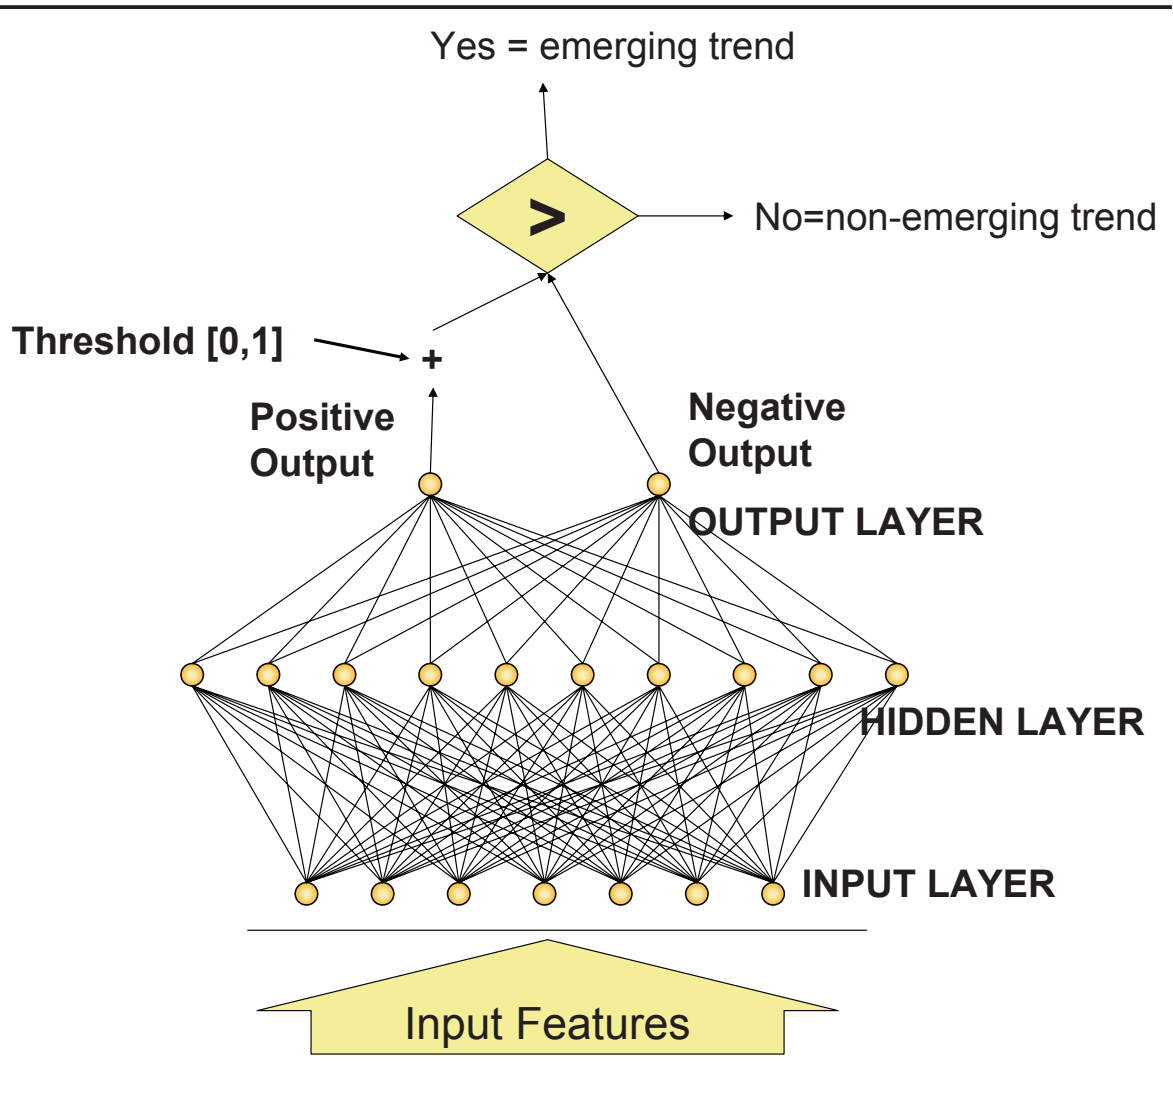 Yes = emerging trend
>
No=non-emerging trend
Threshold [0,1]
+
Positive
Output
Negative
Output
OUTPUT LAYER
HIDDEN LAYER
INPUT LAYER
Input Features